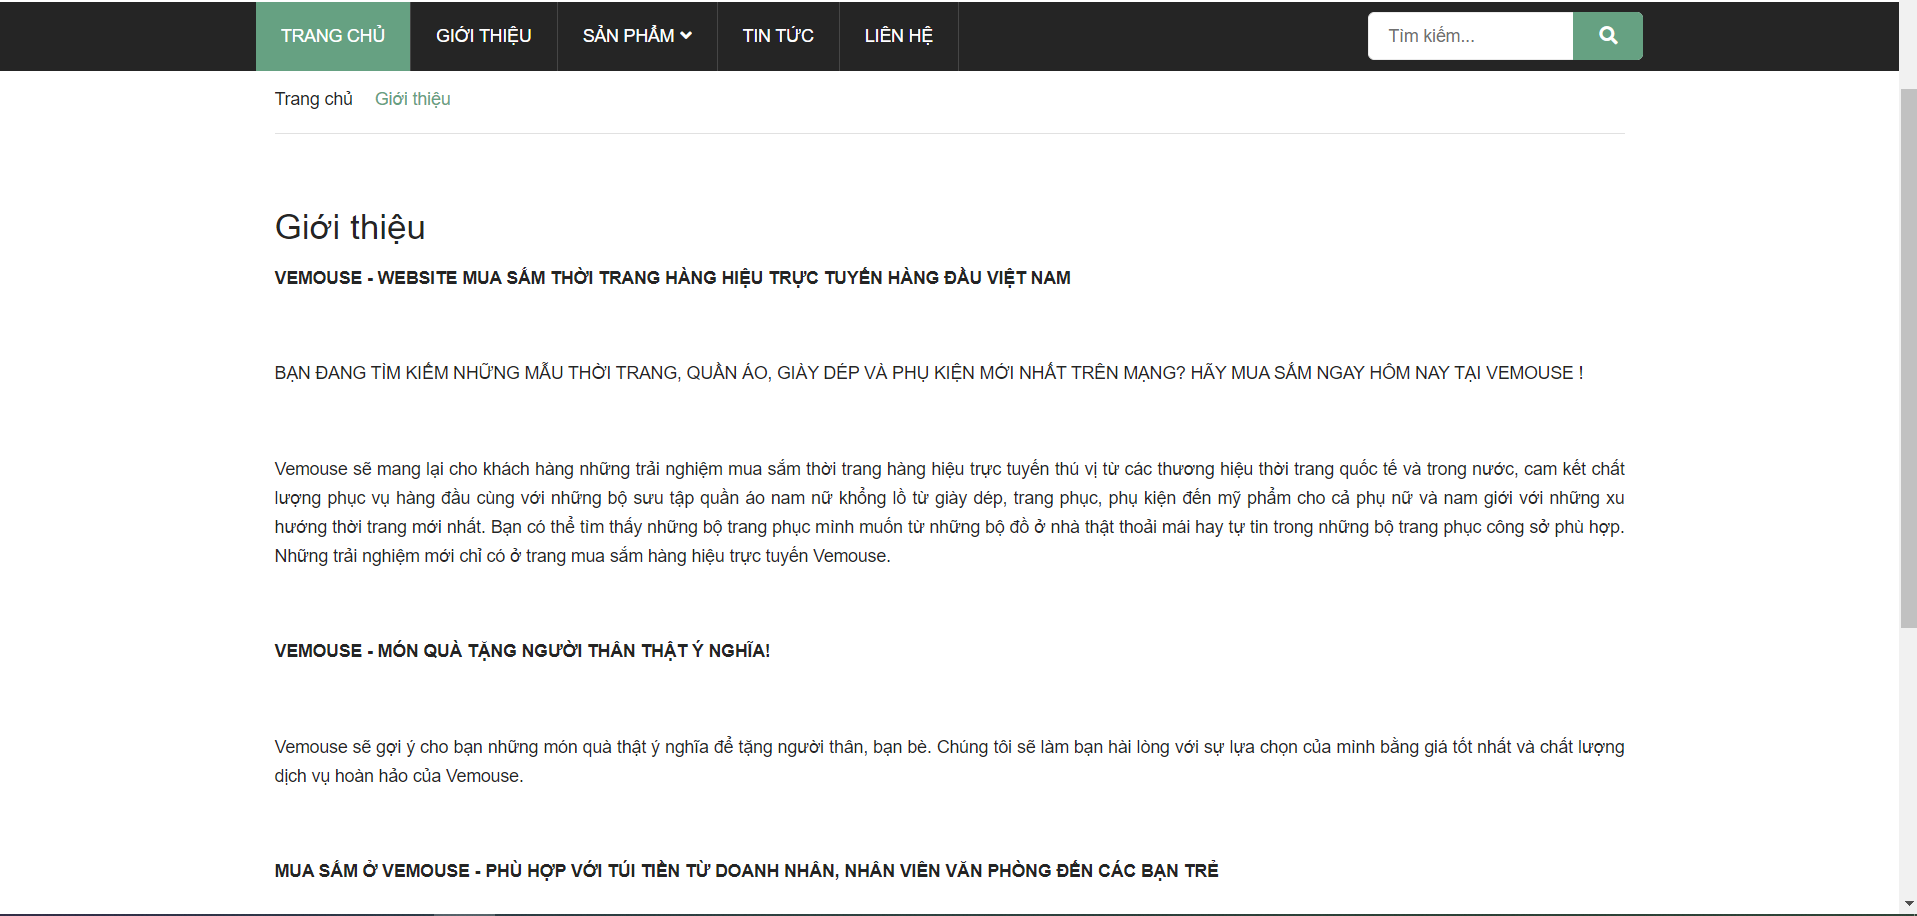 TRANG CHỦ GIỚI THIỆU SẢN PHẨM TIN TỨC LIÊN HỆ Tìm kiếm...
Trang chủ Giới thiệu
Giới thiệu
VEMOUSE - WEBSITE MUA SẮM THỜI TRANG HÀNG HIỆU TRỰC TUYẾN HÀNG ĐẦU VIỆT NAM
BẠN ĐANG TÌM KIẾM NHỮNG MẪU THỜI TRANG, QUẦN ÁO, GIÀY DÉP VÀ PHỤ KIỆN MỚI NHẤT TRÊN MẠNG? HÃY MUA SẮM NGAY HÔM NAY TẠI VEMOUSE !
Vemouse sẽ mang lại cho khách hàng những trải nghiệm mua sắm thời trang hàng hiệu trực tuyến thú vị từ các thương hiệu thời trang quốc tế và trong nước, cam kết chất
lượng phục vụ hàng đầu cùng với những bộ sưu tập quần áo nam nữ khổng lồ từ giày dép, trang phục, phụ kiện đến mỹ phẩm cho cả phụ nữ và nam giới với những xu
hướng thời trang mới nhất. Bạn có thể tìm thấy những bộ trang phục mình muốn từ những bộ đồ ở nhà thật thoải mái hay tự tin trong những bộ trang phục công sở phù hợp.
Những trải nghiệm mới chỉ có ở trang mua sắm hàng hiệu trực tuyến Vemouse.
VEMOUSE - MÓN QUÀ TẶNG NGƯỜI THÂN THẬT Ý NGHĨA!
Vemouse sẽ gợi ý cho bạn những món quà thật ý nghĩa để tặng người thân, bạn bè. Chúng tôi sẽ làm bạn hài lòng với sự lựa chọn của mình bằng giá tốt nhất và chất lượng
dịch vụ hoàn hảo của Vemouse.
MUA SẮM Ở VEMOUSE - PHÙ HỢP VỚI TÚI TIỀN TỪ DOANH NHÂN, NHÂN VIÊN VĂN PHÒNG ĐẾN CÁC BẠN TRẺ